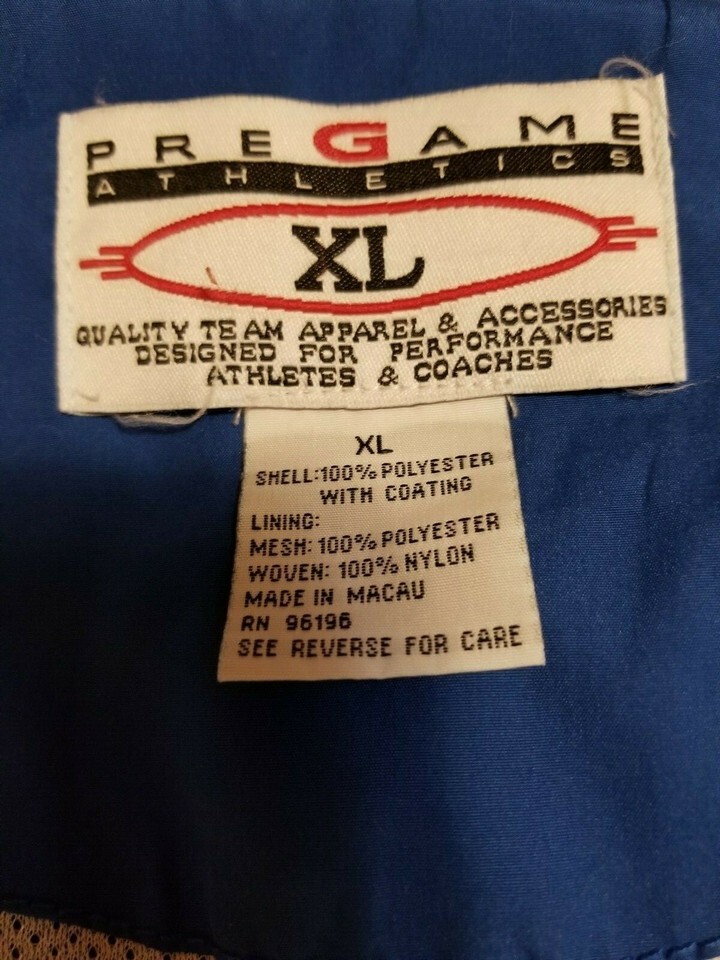 PREGAME
ATHLETICS
XL
QUALITY TEAM APPAREL & ACCESSORIES
DESIGNED FOR PERFORMANCE
ATHLETES & COACHES
XL
SHELL:100% POLYESTER
WITH COATING
LINING:
MESH: 100% POLYESTER
WOVEN: 100% NYLON
MADE IN MACAU
RN 96196
SEE REVERSE FOR CARE